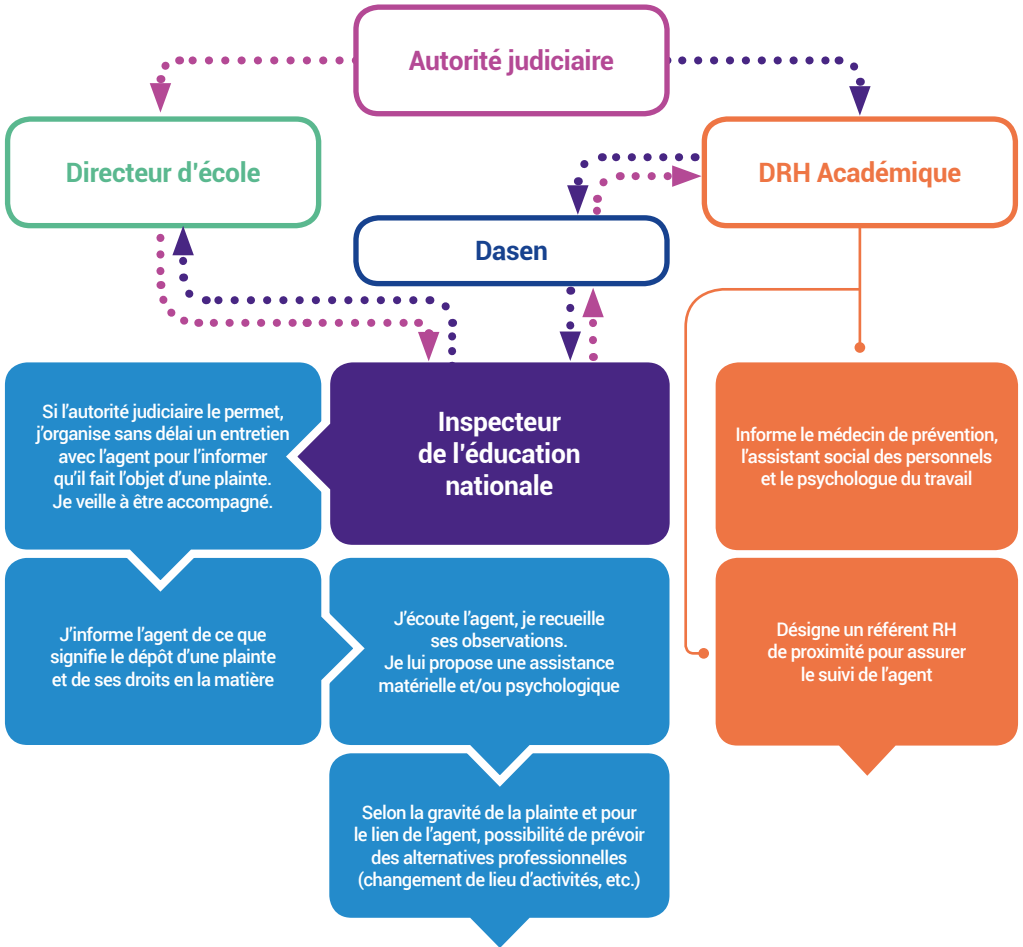 Autorité judiciaire
Directeur d'école
DRH Académique
Dasen
Si l'autorité judiciaire le permet,
j'organise sans délai un entretien
avec l'agent pour l'informer
qu'il fait l'objet d'une plainte.
Je veille à être accompagné.
Inspecteur
de l'éducation
nationale
Informe le médecin de prévention,
l'assistant social des personnels
et le psychologue du travail
J'informe l'agent de ce que
signifie le dépôt d'une plainte
et de ses droits en la matière
J'écoute l'agent, je recueille
ses observations.
Je lui propose une assistance
matérielle et/ou psychologique
Désigne un référent RH
de proximité pour assurer
le suivi de l'agent
Selon la gravité de la plainte et pour
le lien de l'agent, possibilité de prévoir
des alternatives professionnelles
(changement de lieu d'activités, etc.)